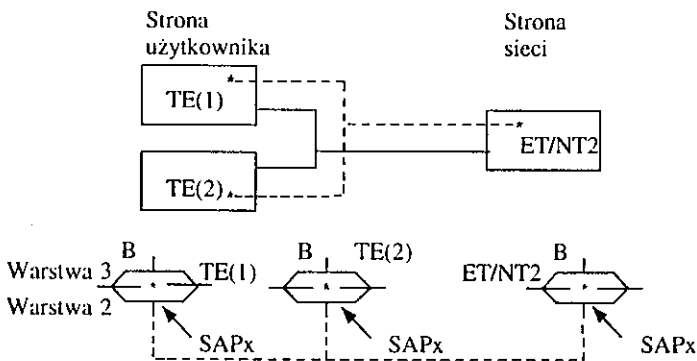 Strona
użytkownika
Strona
sieci
TE(1)
ET/NT2
TE(2)
B
TE(2)
B
Warstwa 3
TE(1)
ET/NT2
Warstwa 2
SAPx
SAPx
SAPx